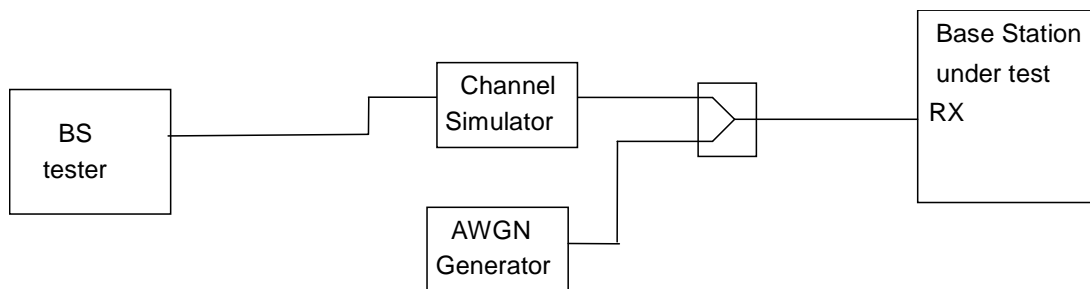 BS
tester
Channel
Simulator
AWGN
Generator
Base Station
under test
RX